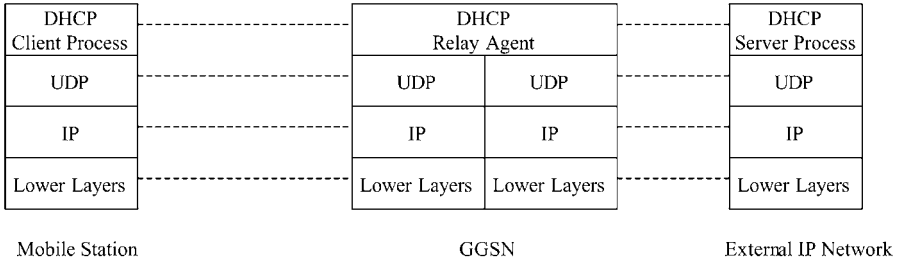 DHCP
Client Process
DHCP
Relay Agent
DHCP
Server Process
UDP
UDP
UDP
UDP
IP
IP
IP
IP
Lower Layers
Lower Layers
Lower Layers
Lower Layers
Mobile Station
GGSN
External IP Network